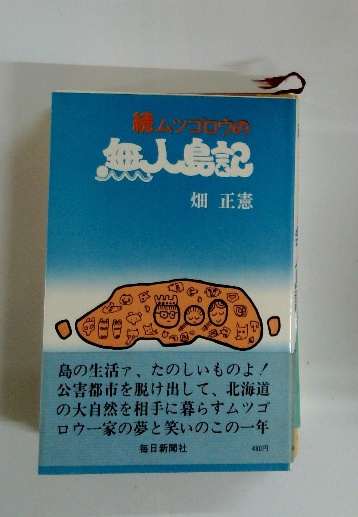 続ムツゴロウの
無人島記
畑 正憲
島の生活ァ、たのしいものよ！
公害都市を脱け出して、北海道
の大自然を相手に暮らすムツゴ
ロウ一家の夢と笑いのこの一年
毎日新聞社
480円